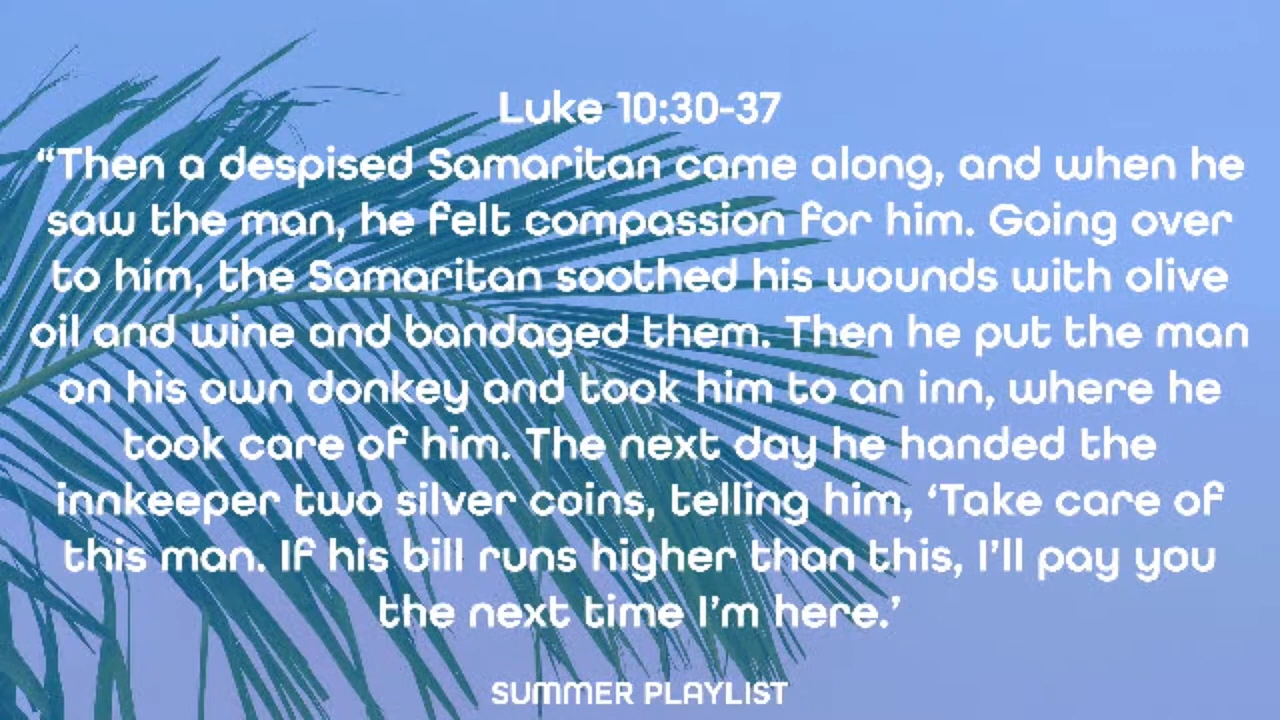 Luke 10:30-37
“Then a despised Samaritan came along, and when he
saw the man, he felt compassion for him. Going over
to him, the Samaritan soothed his wounds with olive
oil and wine and bandaged them. Then he put the man
on his own donkey and took him to an inn, where he
took care of him. The next day he handed the
innkeeper two silver coins, telling him, ‘Take care of
this man. If his bill runs higher than this, I’ll pay you
the next time I’m here.’
SUMMER PLAYLIST